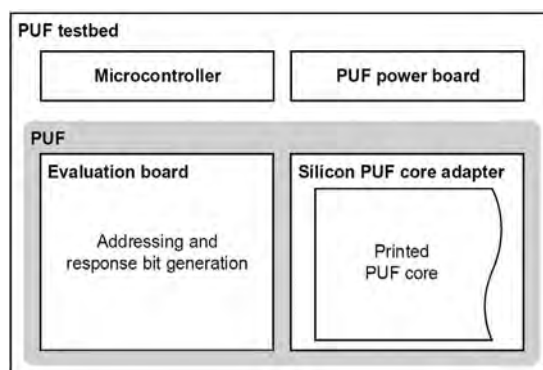 PUF testbed
Microcontroller
PUF power board
PUF
Evaluation board
Addressing and
response bit generation
Silicon PUF core adapter
Printed
PUF core